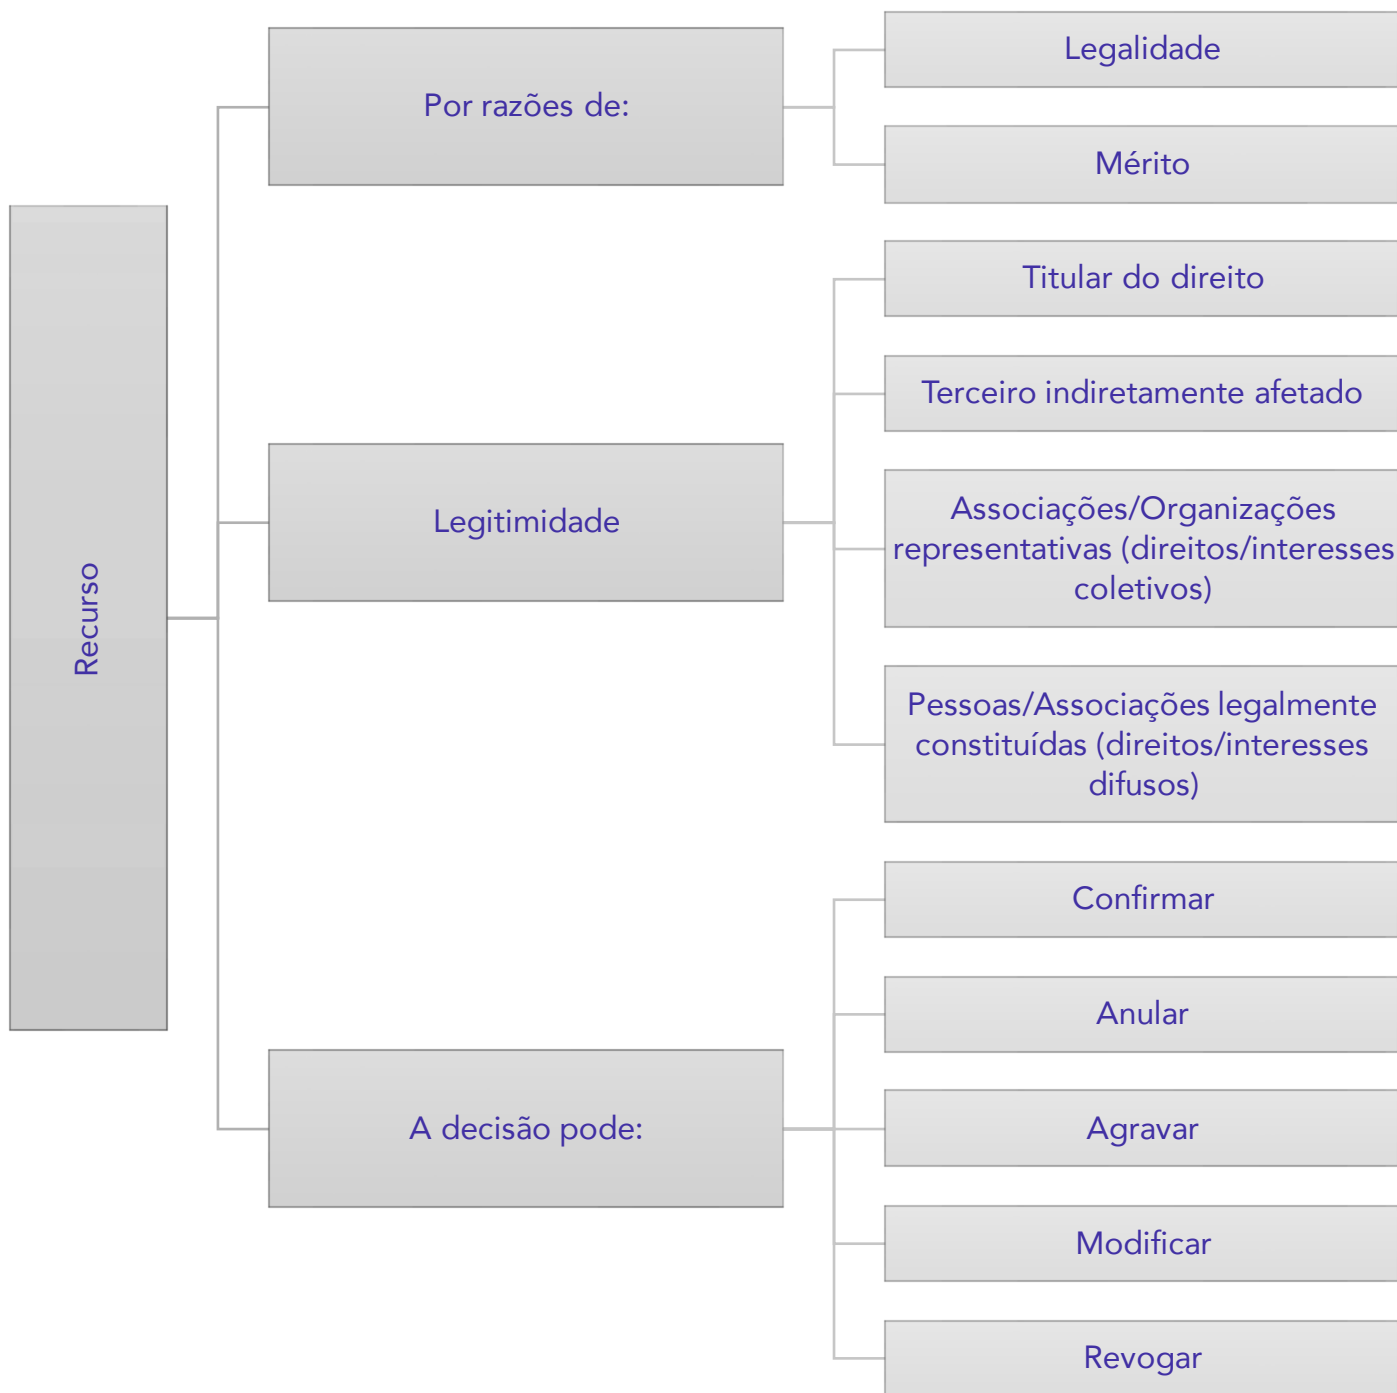 Recurso
Por razões de:
Legalidade
Mérito
Legitimidade
Titular do direito
Terceiro indiretamente afetado
Associações/Organizações
representativas (direitos/interesses
coletivos)
Pessoas/Associações legalmente
constituídas (direitos/interesses
difusos)
A decisão pode:
Confirmar
Anular
Agravar
Modificar
Revogar